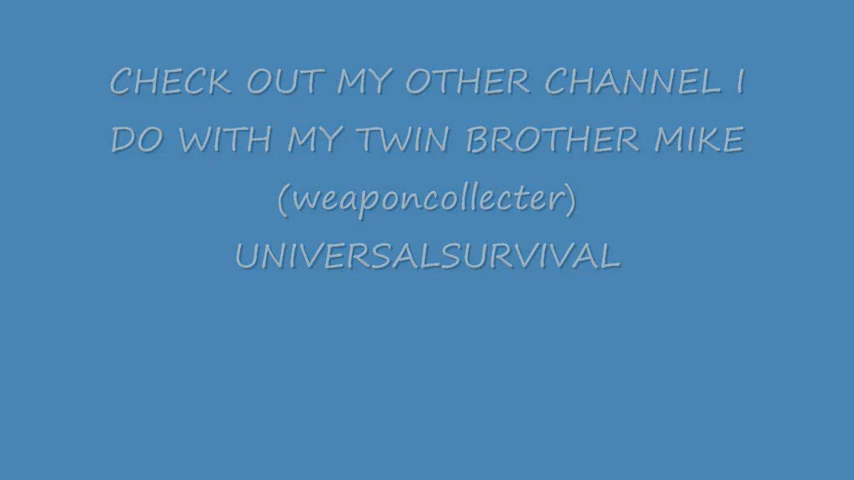 CHECK OUT MY OTHER CHANNEL I
DO WITH MY TWIN BROTHER MIKE
(weaponcollecter)
UNIVERSALSURVIVAL